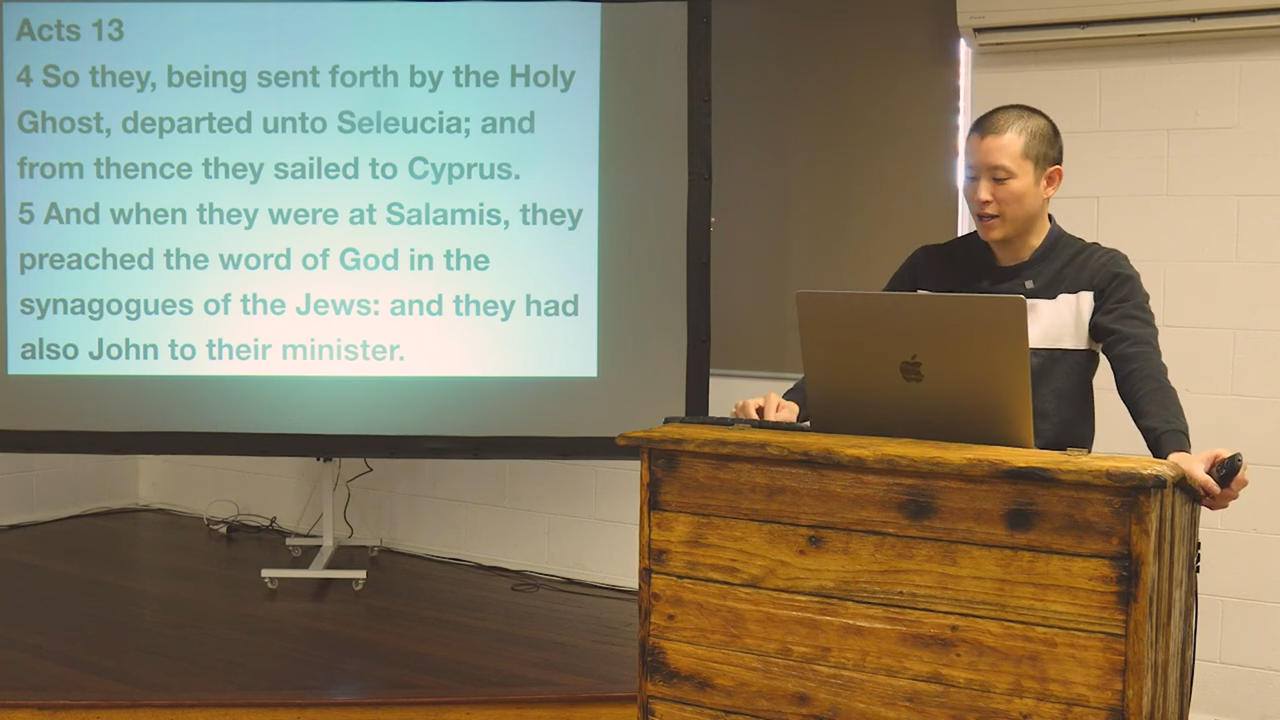 Acts 13
4 So they, being sent forth by the Holy
Ghost, departed unto Seleucia; and
from thence they sailed to Cyprus.
5 And when they were at Salamis, they
preached the word of God in the
synagogues of the Jews: and they had
also John to their minister.